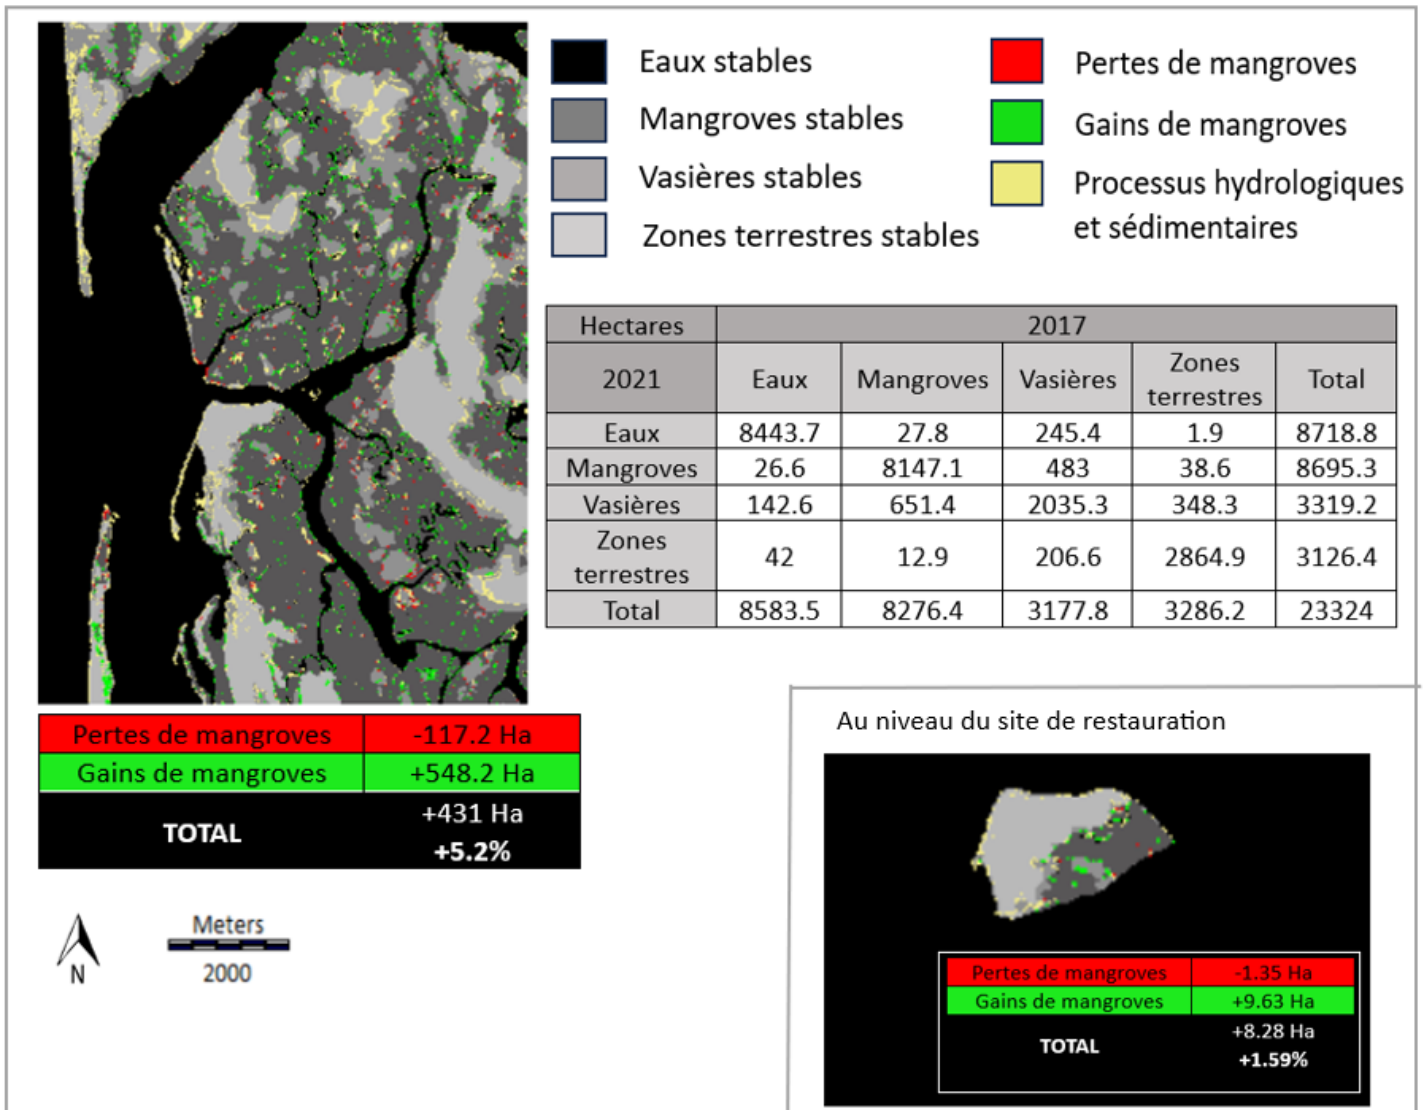 Eaux stables
Mangroves stables
Vasières stables
Zones terrestres stables
Pertes de mangroves
Gains de mangroves
Processus hydrologiques
et sédimentaires
Hectares 2017
2021 Eaux Mangroves Vasières Zones terrestres Total
Eaux 8443.7 27.8 245.4 1.9 8718.8
Mangroves 26.6 8147.1 483 38.6 8695.3
Vasières 142.6 651.4 2035.3 348.3 3319.2
Zones terrestres 42 12.9 206.6 2864.9 3126.4
Total 8583.5 8276.4 3177.8 3286.2 23324
Pertes de mangroves -117.2 Ha
Gains de mangroves +548.2 Ha
TOTAL +431 Ha
+5.2%
N
Meters
2000
Au niveau du site de restauration
Pertes de mangroves -1.35 Ha
Gains de mangroves +9.63 Ha
TOTAL +8.28 Ha
+1.59%